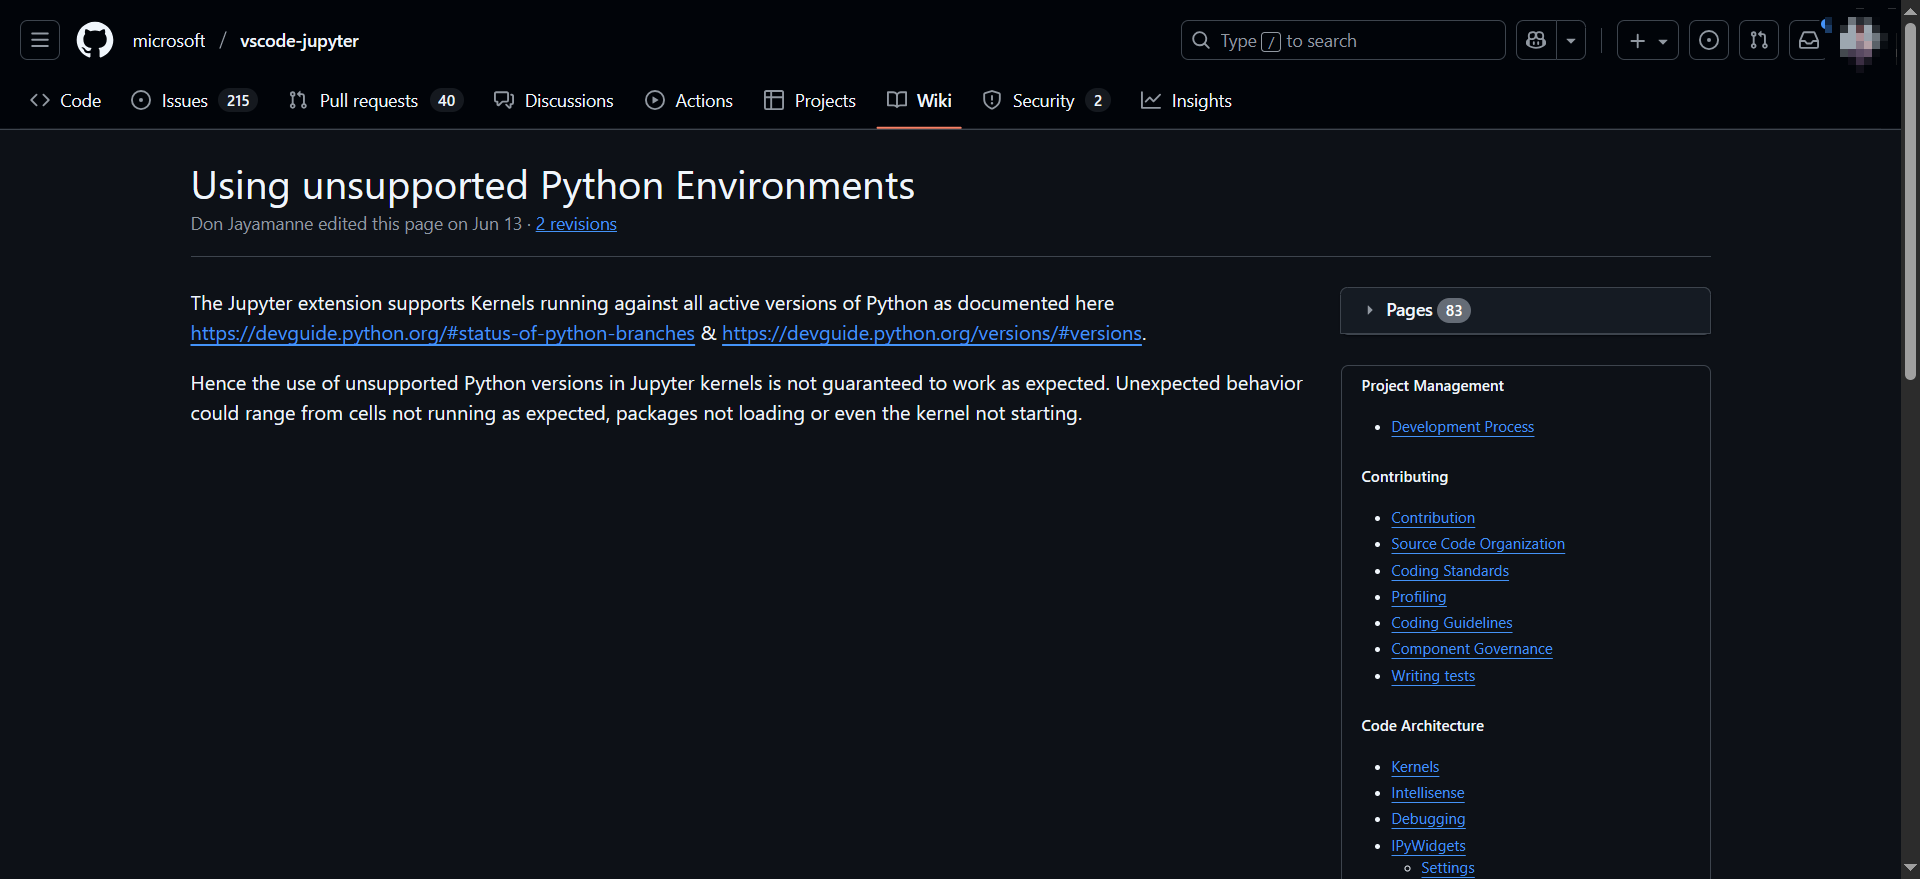 microsoft / vscode-jupyter
Type / to search
Code
Issues 215
Pull requests 40
Discussions
Actions
Projects
Wiki
Security 2
Insights
Using unsupported Python Environments
Don Jayamanne edited this page on Jun 13 · 2 revisions
The Jupyter extension supports Kernels running against all active versions of Python as documented here
https://devguide.python.org/#status-of-python-branches & https://devguide.python.org/versions/#versions.
Hence the use of unsupported Python versions in Jupyter kernels is not guaranteed to work as expected. Unexpected behavior
could range from cells not running as expected, packages not loading or even the kernel not starting.
Pages 83
Project Management
Development Process
Contributing
Contribution
Source Code Organization
Coding Standards
Profiling
Coding Guidelines
Component Governance
Writing tests
Code Architecture
Kernels
Intellisense
Debugging
IPyWidgets
Settings